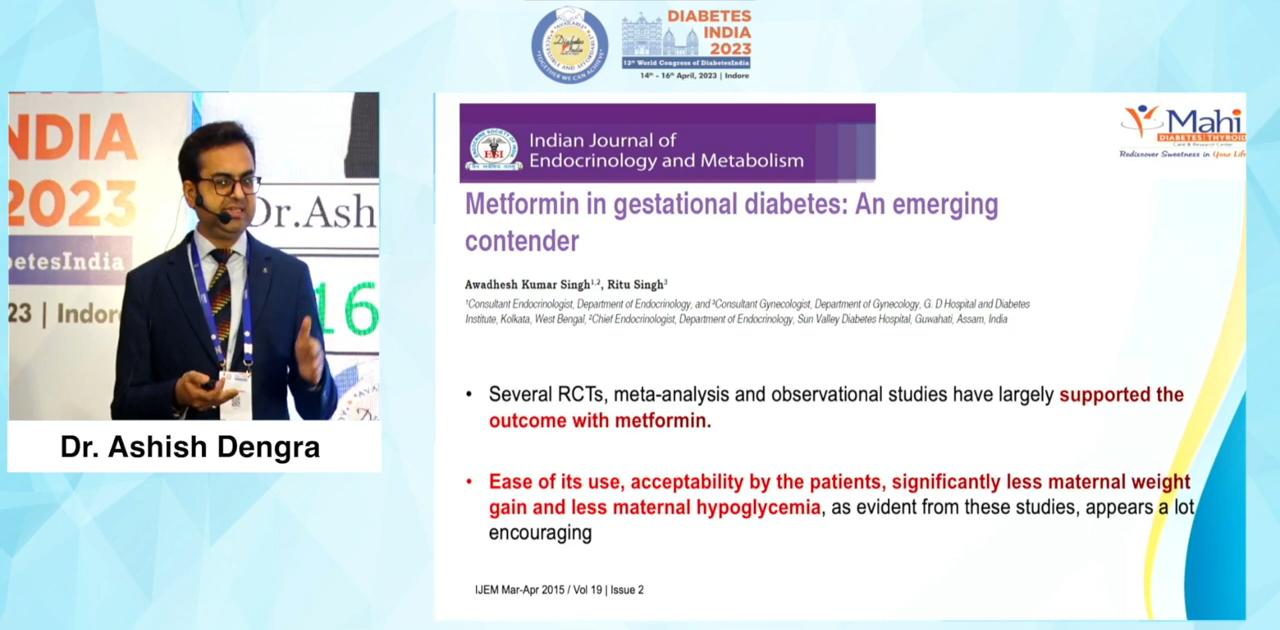 DIABETES
INDIA
2023
13th World Congress of DiabetesIndia
14th - 16th April, 2023 | Indore
NDIA
2023
betesIndia
23 | Indor
Dr.Ash
16
Dr. Ashish Dengra
Indian Journal of
Endocrinology and Metabolism
Mahi
DIABETES THYROID
Care & Research Center
Rediscover Sweetness in Your Life
Metformin in gestational diabetes: An emerging
contender
Awadhesh Kumar Singh1,2, Ritu Singh3
1Consultant Endocrinologist, Department of Endocrinology, and 3Consultant Gynecologist, Department of Gynecology, G. D Hospital and Diabetes
Institute, Kolkata, West Bengal, 2Chief Endocrinologist, Department of Endocrinology, Sun Valley Diabetes Hospital, Guwahati, Assam, India
• Several RCTs, meta-analysis and observational studies have largely supported the
outcome with metformin.
• Ease of its use, acceptability by the patients, significantly less maternal weight
gain and less maternal hypoglycemia, as evident from these studies, appears a lot
encouraging
IJEM Mar-Apr 2015 / Vol 19 | Issue 2